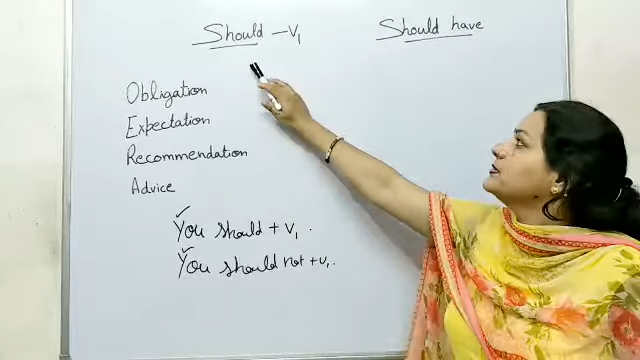 Should - V₁
Should have
Obligation
Expectation
Recommendation
Advice
✓
You should + V₁ .
✓
You should not + V₁ .